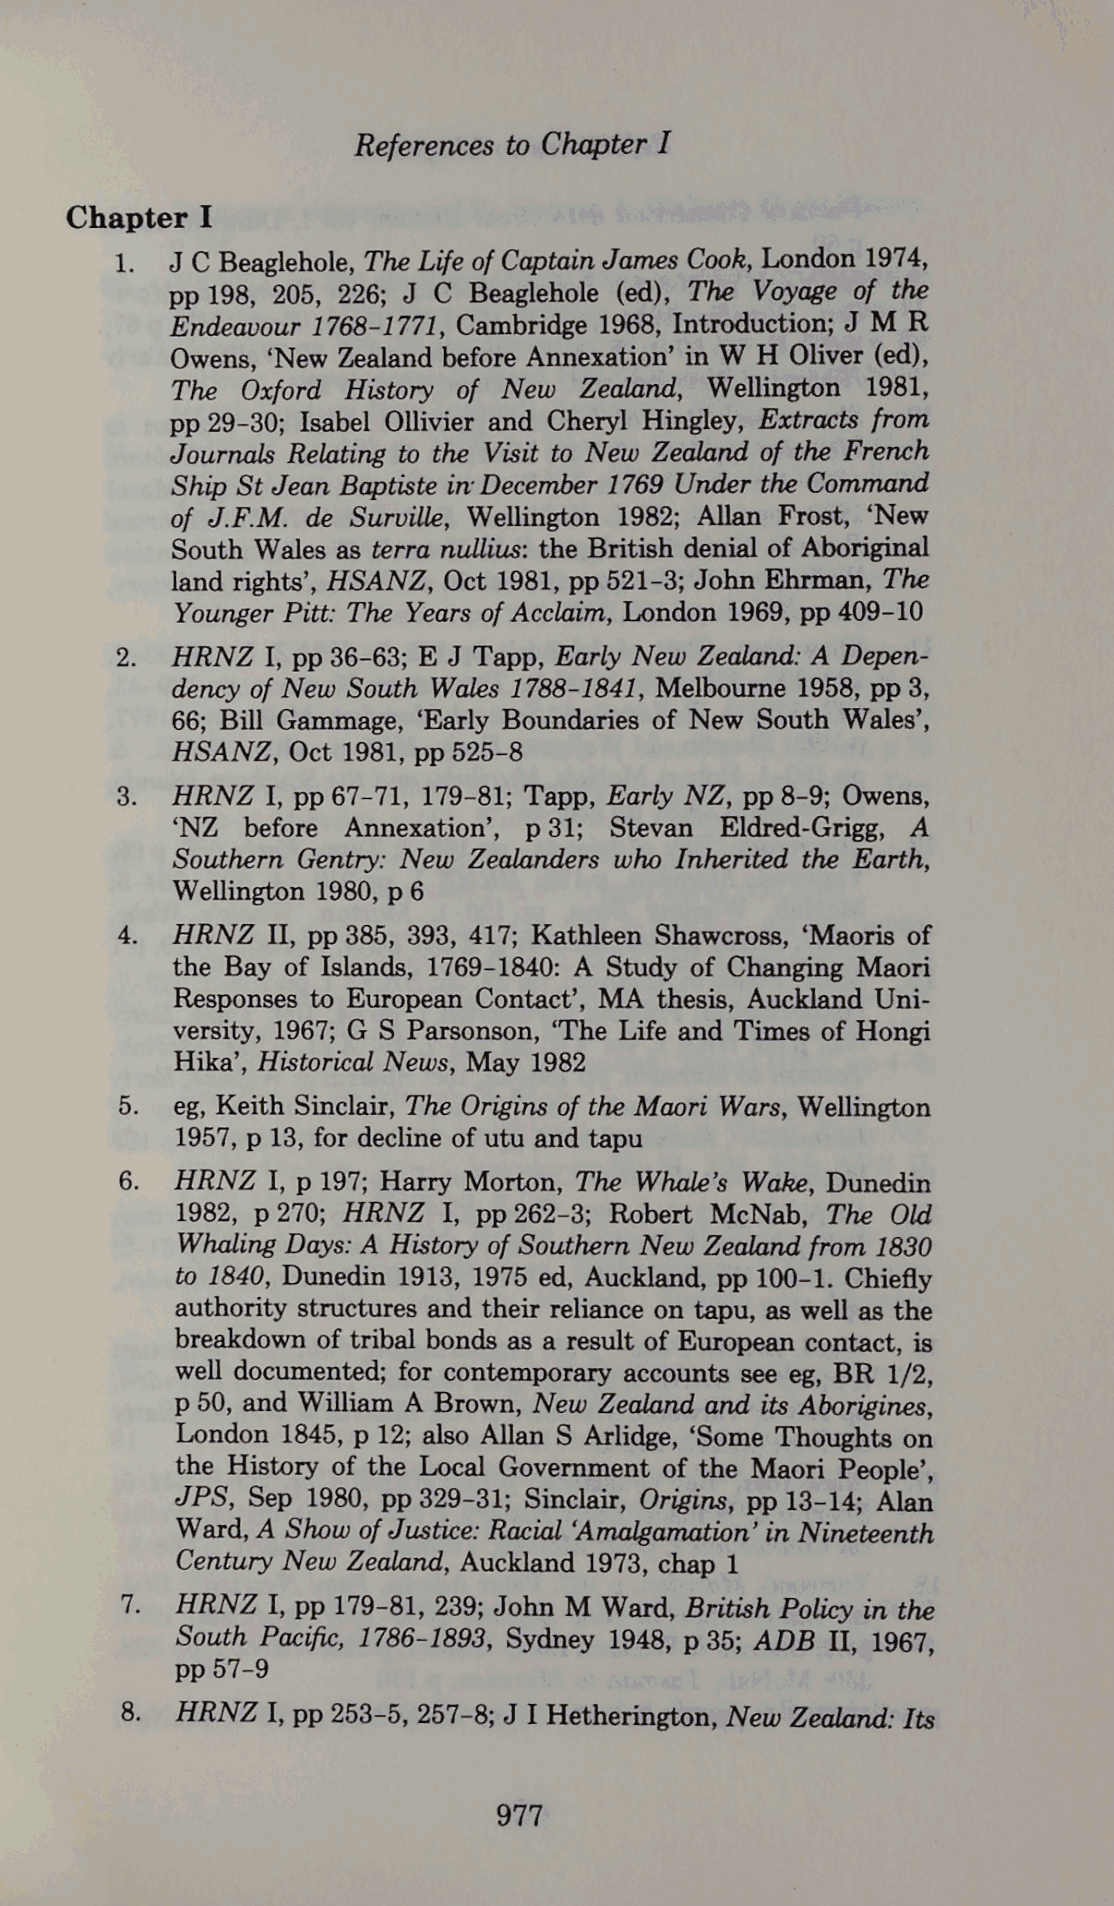 References to Chapter I
Chapter I
1. J C Beaglehole, The Life of Captain James Cook, London 1974,
pp 198, 205, 226; J C Beaglehole (ed), The Voyage of the
Endeavour 1768-1771, Cambridge 1968, Introduction; J M R
Owens, ‘New Zealand before Annexation’ in W H Oliver (ed),
The Oxford History of New Zealand, Wellington 1981,
pp 29-30; Isabel Ollivier and Cheryl Hingley, Extracts from
Journals Relating to the Visit to New Zealand of the French
Ship St Jean Baptiste in December 1769 Under the Command
of J.F.M. de Surville, Wellington 1982; Allan Frost, ‘New
South Wales as terra nullius: the British denial of Aboriginal
land rights’, HSANZ, Oct 1981, pp 521-3; John Ehrman, The
Younger Pitt: The Years of Acclaim, London 1969, pp 409-10
2. HRNZ I, pp 36-63; E J Tapp, Early New Zealand: A Depen-
dency of New South Wales 1788-1841, Melbourne 1958, pp 3,
66; Bill Gammage, ‘Early Boundaries of New South Wales’,
HSANZ, Oct 1981, pp 525-8
3. HRNZ I, pp 67-71, 179-81; Tapp, Early NZ, pp 8-9; Owens,
‘NZ before Annexation’, p 31; Stevan Eldred-Grigg, A
Southern Gentry: New Zealanders who Inherited the Earth,
Wellington 1980, p 6
4. HRNZ II, pp 385, 393, 417; Kathleen Shawcross, ‘Maoris of
the Bay of Islands, 1769-1840: A Study of Changing Maori
Responses to European Contact’, MA thesis, Auckland Uni-
versity, 1967; G S Parsonson, ‘The Life and Times of Hongi
Hika’, Historical News, May 1982
5. eg, Keith Sinclair, The Origins of the Maori Wars, Wellington
1957, p 13, for decline of utu and tapu
6. HRNZ I, p 197; Harry Morton, The Whale’s Wake, Dunedin
1982, p 270; HRNZ I, pp 262-3; Robert McNab, The Old
Whaling Days: A History of Southern New Zealand from 1830
to 1840, Dunedin 1913, 1975 ed, Auckland, pp 100-1. Chiefly
authority structures and their reliance on tapu, as well as the
breakdown of tribal bonds as a result of European contact, is
well documented; for contemporary accounts see eg, BR 1/2,
p 50, and William A Brown, New Zealand and its Aborigines,
London 1845, p 12; also Allan S Arlidge, ‘Some Thoughts on
the History of the Local Government of the Maori People’,
JPS, Sep 1980, pp 329-31; Sinclair, Origins, pp 13-14; Alan
Ward, A Show of Justice: Racial ‘Amalgamation’ in Nineteenth
Century New Zealand, Auckland 1973, chap 1
7. HRNZ I, pp 179-81, 239; John M Ward, British Policy in the
South Pacific, 1786-1893, Sydney 1948, p 35; ADB II, 1967,
pp 57-9
8. HRNZ I, pp 253-5, 257-8; J I Hetherington, New Zealand: Its
977